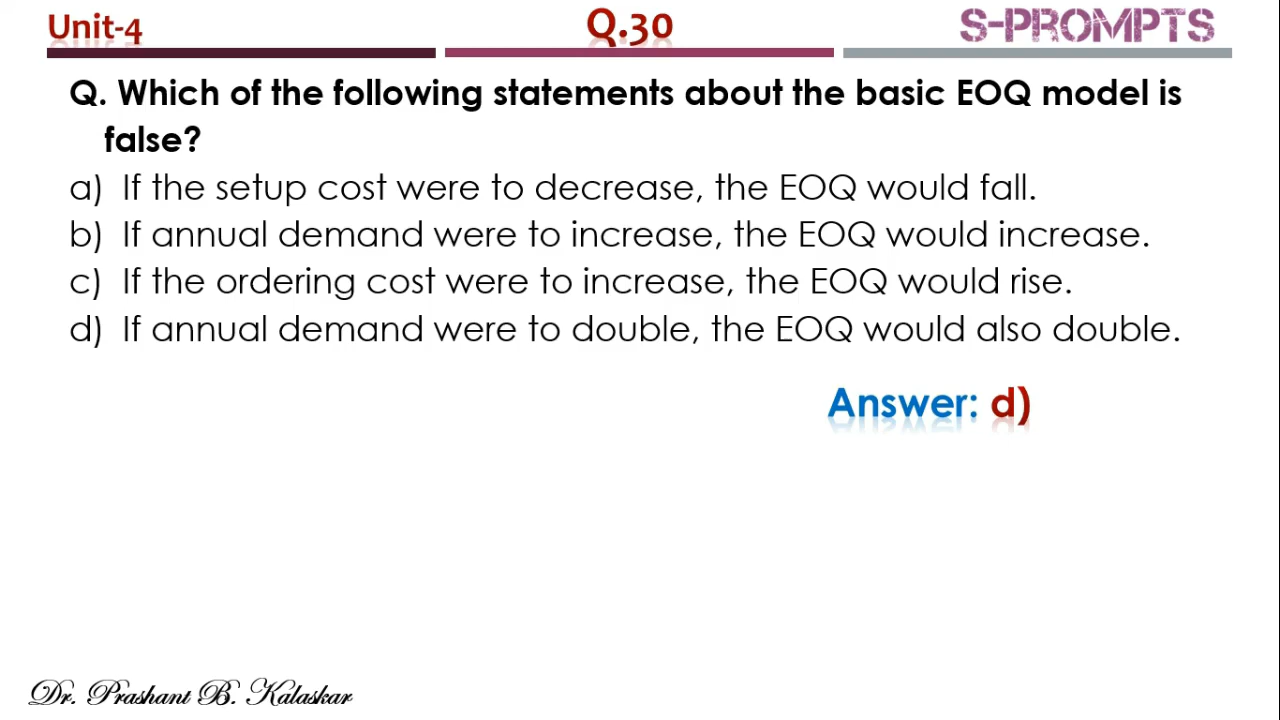 Unit-4
Q.30
S-PROMPTS
Q. Which of the following statements about the basic EOQ model is
false?
a) If the setup cost were to decrease, the EOQ would fall.
b) If annual demand were to increase, the EOQ would increase.
c) If the ordering cost were to increase, the EOQ would rise.
d) If annual demand were to double, the EOQ would also double.
Answer: d)
Dr. Prashant B. Kalaskar